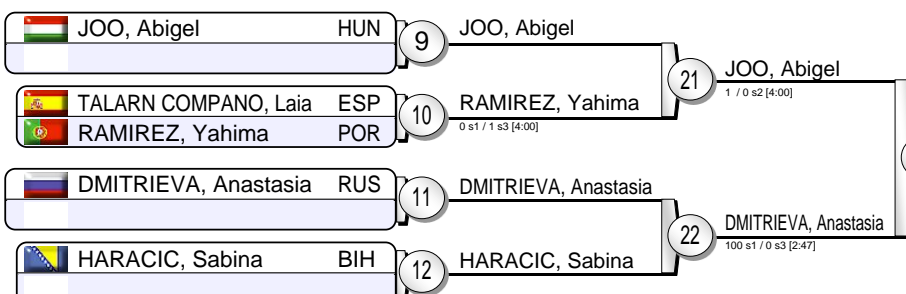 JOO, Abigel HUN
9
JOO, Abigel
TALARN COMPANO, Laia ESP
RAMIREZ, Yahima POR
10
RAMIREZ, Yahima
0 s1 / 1 s3 [4:00]
21
JOO, Abigel
1 / 0 s2 [4:00]
DMITRIEVA, Anastasia RUS
11
DMITRIEVA, Anastasia
HARACIC, Sabina BIH
12
HARACIC, Sabina
22
DMITRIEVA, Anastasia
100 s1 / 0 s3 [2:47]